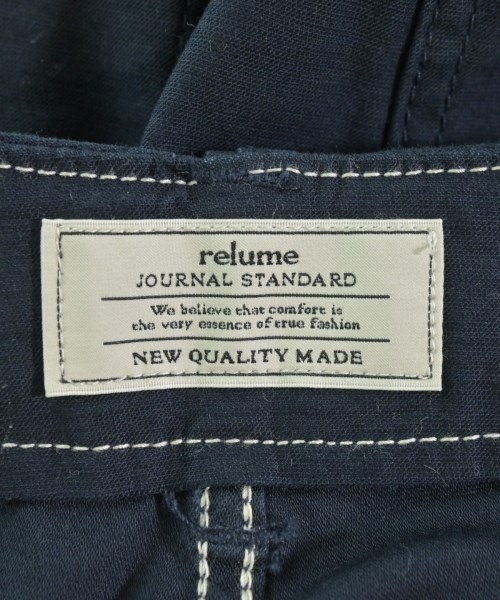 relume
JOURNAL STANDARD
We believe that comfort is
the very essence of true fashion
NEW QUALITY MADE